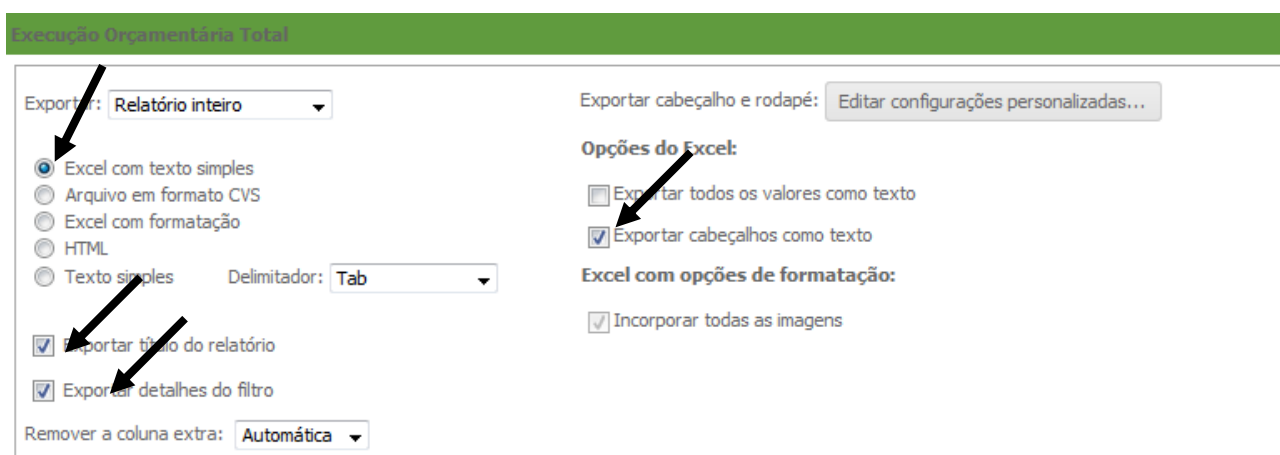 Execução Orçamentária Total
Exportar: Relatório inteiro
Excel com texto simples
Arquivo em formato CVS
Excel com formatação
HTML
Texto simples Delimitador: Tab
Exportar título do relatório
Exportar detalhes do filtro
Remover a coluna extra: Automática
Exportar cabeçalho e rodapé: Editar configurações personalizadas...
Opções do Excel:
Exportar todos os valores como texto
Exportar cabeçalhos como texto
Excel com opções de formatação:
Incorporar todas as imagens